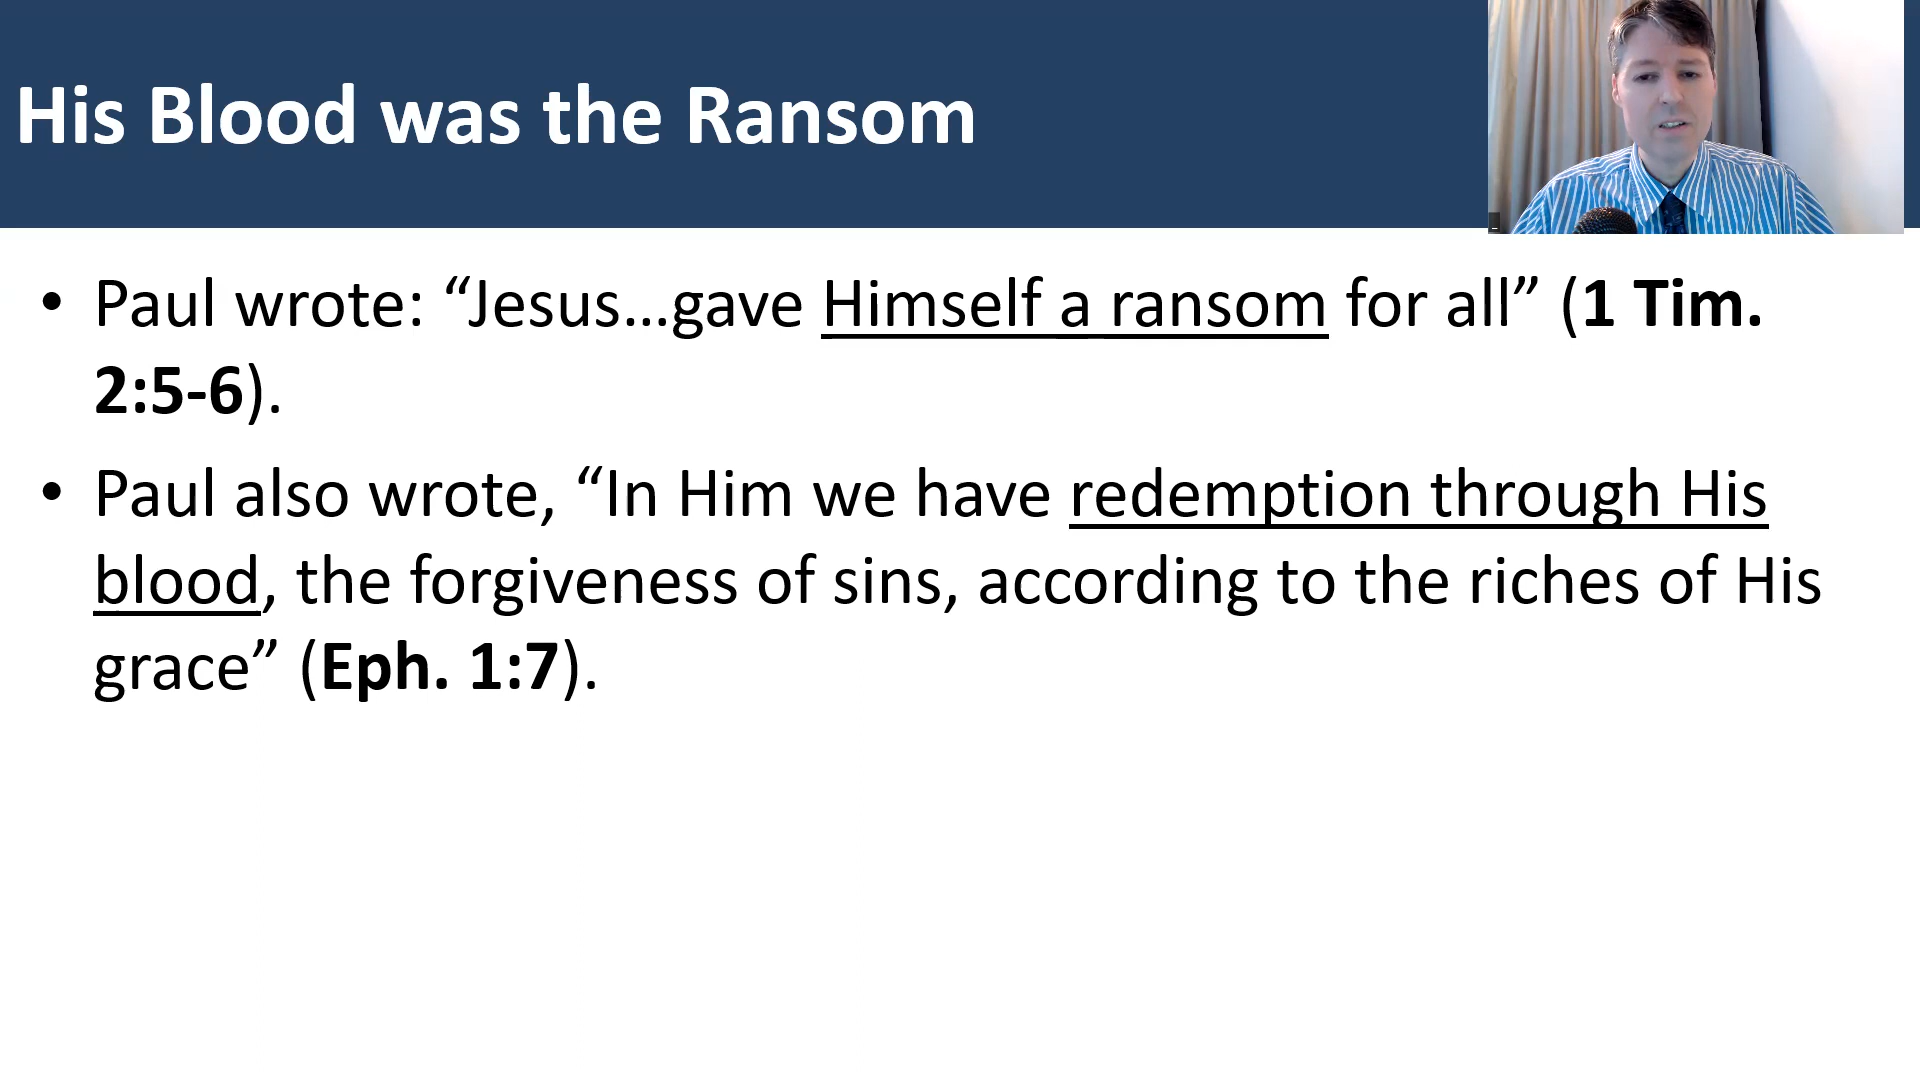 His Blood was the Ransom
• Paul wrote: “Jesus…gave Himself a ransom for all” (1 Tim.
2:5-6).
• Paul also wrote, “In Him we have redemption through His
blood, the forgiveness of sins, according to the riches of His
grace” (Eph. 1:7).